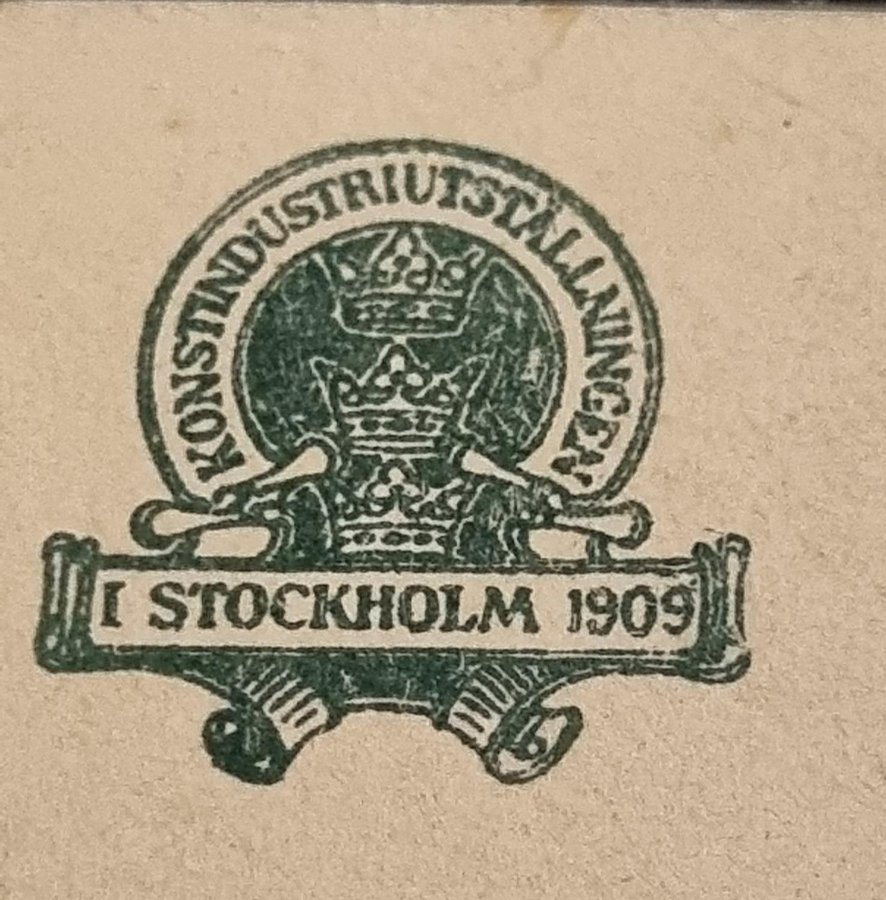 KONSTINDUSTRIUTSTÄLLNINGEN
I STOCKHOLM 1909